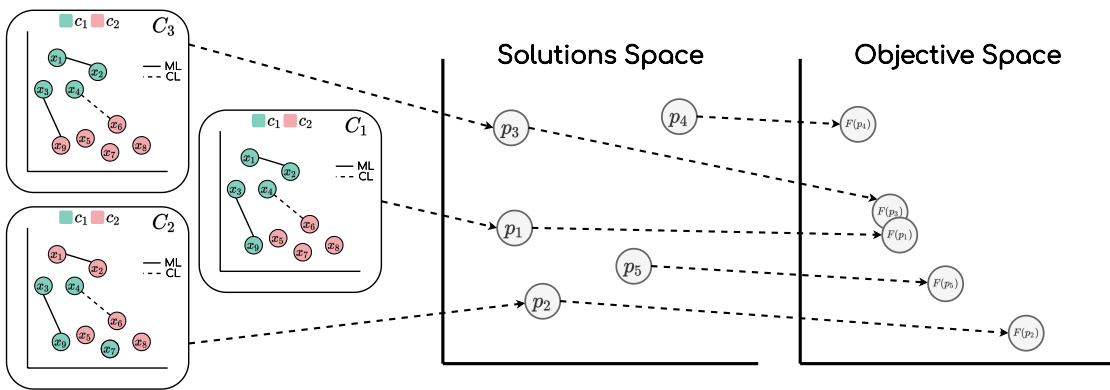 c₁ c₂ C₃
ML
CL
x₁
x₂
x₃ x₄
x₆
x₉ x₅ x₇ x₈
c₁ c₂ C₁
ML
CL
x₁
x₂
x₃ x₄
x₆
x₉ x₅ x₇ x₈
c₁ c₂ C₂
ML
CL
x₁
x₂
x₃ x₄
x₆
x₉ x₅ x₇ x₈
Solutions Space
p₃ p₄
p₁
p₅
p₂
Objective Space
F(p₄)
F(p₃)
F(p₁)
F(p₅)
F(p₂)